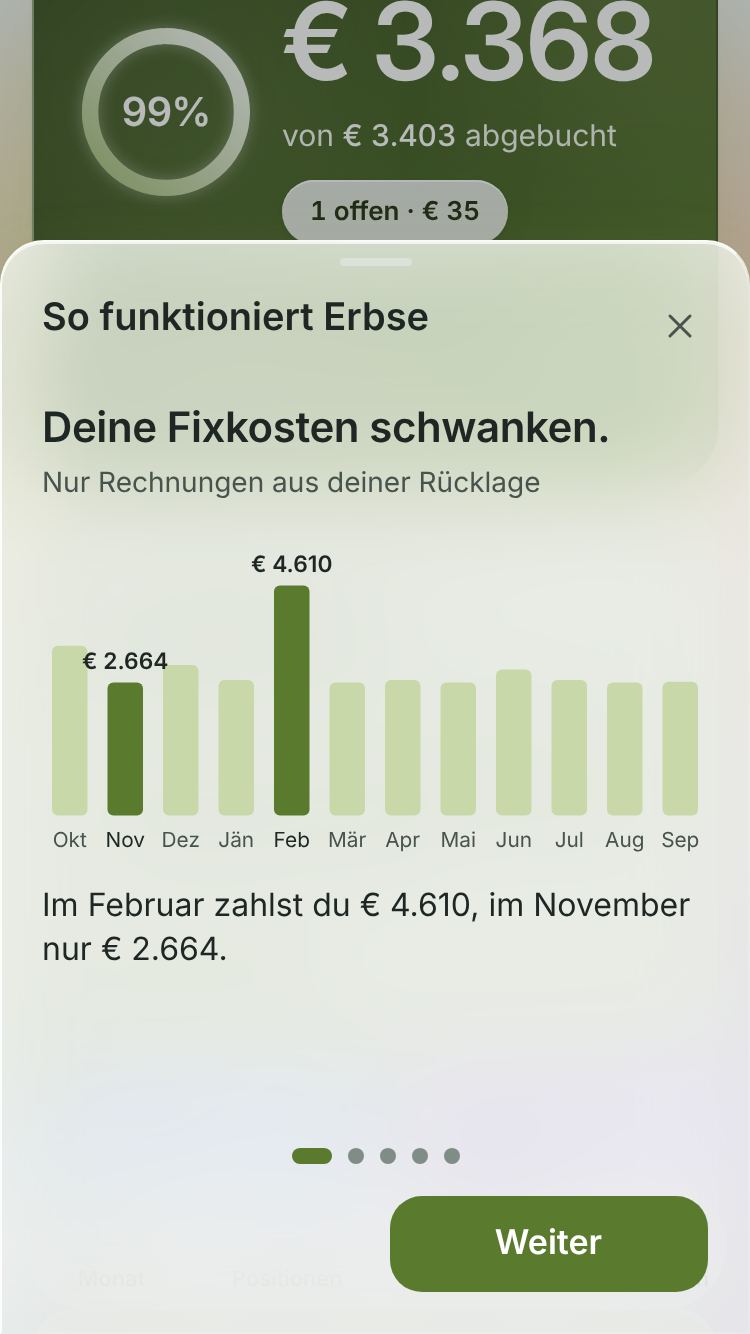 € 3.368
99%
von € 3.403 abgebucht
1 offen · € 35
So funktioniert Erbse
Deine Fixkosten schwanken.
Nur Rechnungen aus deiner Rücklage
€ 4.610
€ 2.664
Okt Nov Dez Jän Feb Mär Apr Mai Jun Jul Aug Sep
Im Februar zahlst du € 4.610, im November
nur € 2.664.
Weiter
Monat Positionen